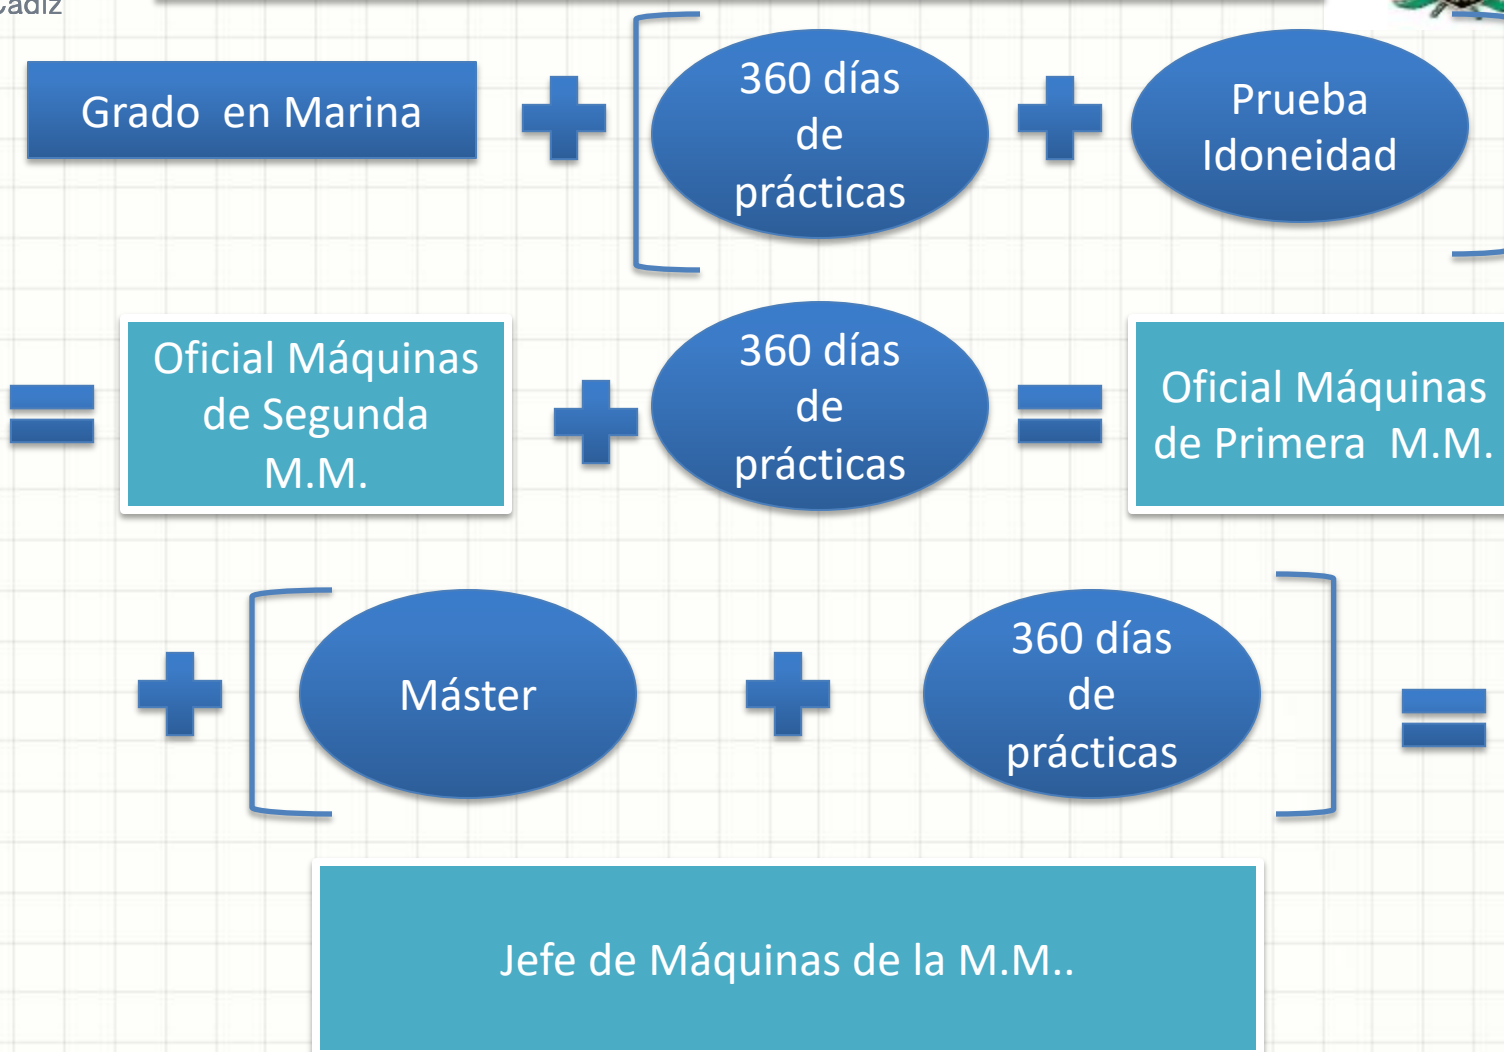 Cádiz
Grado en Marina
360 días
de
prácticas
Prueba
Idoneidad
Oficial Máquinas
de Segunda
M.M.
360 días
de
prácticas
Oficial Máquinas
de Primera M.M.
Máster
360 días
de
prácticas
Jefe de Máquinas de la M.M..